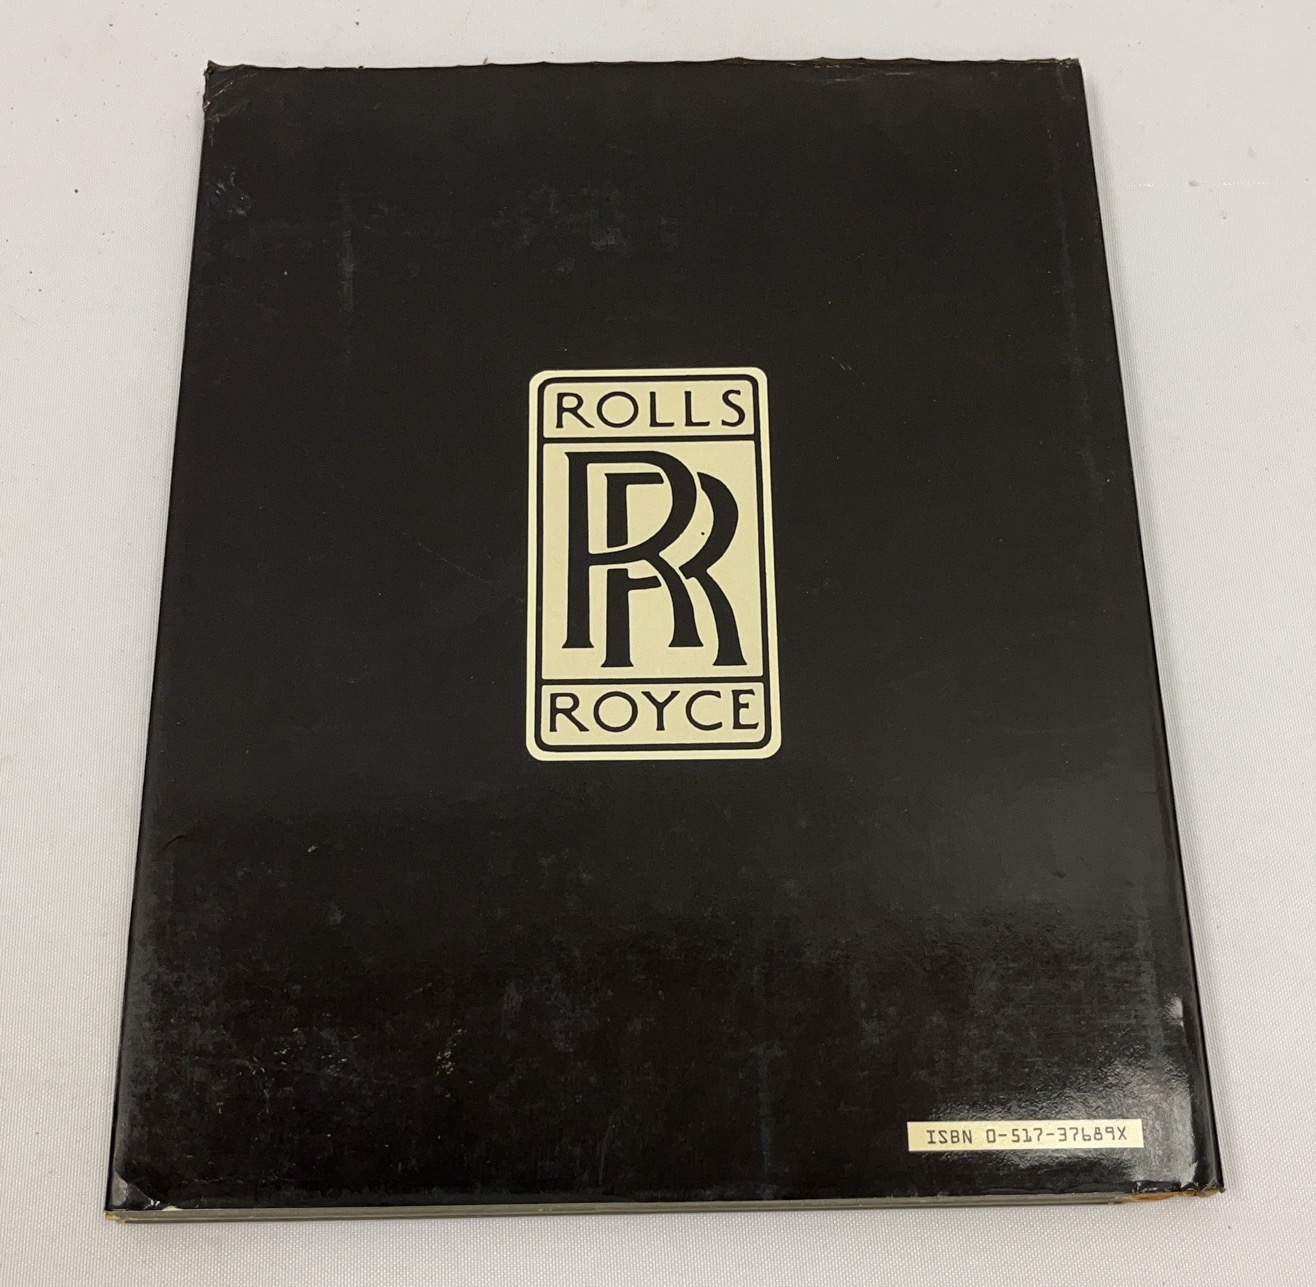 ROLLS
RR
ROYCE
ISBN 0-517-37689X